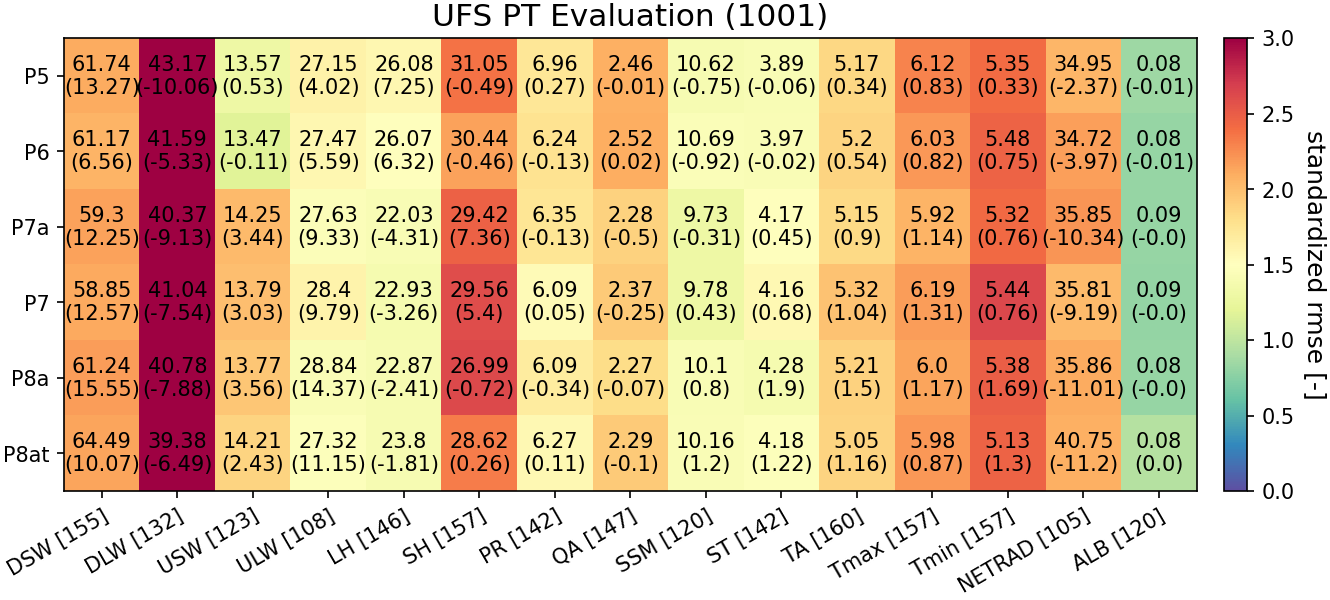 UFS PT Evaluation (1001)
P5 61.74 43.17 13.57 27.15 26.08 31.05 6.96 2.46 10.62 3.89 5.17 6.12 5.35 34.95 0.08
(13.27) (-10.06) (0.53) (4.02) (7.25) (-0.49) (0.27) (-0.01) (-0.75) (-0.06) (0.34) (0.83) (0.33) (-2.37) (-0.01)
P6 61.17 41.59 13.47 27.47 26.07 30.44 6.24 2.52 10.69 3.97 5.2 6.03 5.48 34.72 0.08
(6.56) (-5.33) (-0.11) (5.59) (6.32) (-0.46) (-0.13) (0.02) (-0.92) (-0.02) (0.54) (0.82) (0.75) (-3.97) (-0.01)
P7a 59.3 40.37 14.25 27.63 22.03 29.42 6.35 2.28 9.73 4.17 5.15 5.92 5.32 35.85 0.09
(12.25) (-9.13) (3.44) (9.33) (-4.31) (7.36) (-0.13) (-0.5) (-0.31) (0.45) (0.9) (1.14) (0.76) (-10.34) (-0.0)
P7 58.85 41.04 13.79 28.4 22.93 29.56 6.09 2.37 9.78 4.16 5.32 6.19 5.44 35.81 0.09
(12.57) (-7.54) (3.03) (9.79) (-3.26) (5.4) (0.05) (-0.25) (0.43) (0.68) (1.04) (1.31) (0.76) (-9.19) (-0.0)
P8a 61.24 40.78 13.77 28.84 22.87 26.99 6.09 2.27 10.1 4.28 5.21 6.0 5.38 35.86 0.08
(15.55) (-7.88) (3.56) (14.37) (-2.41) (-0.72) (-0.34) (-0.07) (0.8) (1.9) (1.5) (1.17) (1.69) (-11.01) (-0.0)
P8at 64.49 39.38 14.21 27.32 23.8 28.62 6.27 2.29 10.16 4.18 5.05 5.98 5.13 40.75 0.08
(10.07) (-6.49) (2.43) (11.15) (-1.81) (0.26) (0.11) (-0.1) (1.2) (1.22) (1.16) (0.87) (1.3) (-11.2) (0.0)
DSW [155] DLW [132] USW [123] ULW [108] LH [146] SH [157] PR [142] QA [147] SSM [120] ST [142] TA [160] Tmax [157] Tmin [157] NETRAD [105] ALB [120]
3.0
2.5
2.0
1.5
1.0
0.5
0.0
standardized rmse [-]